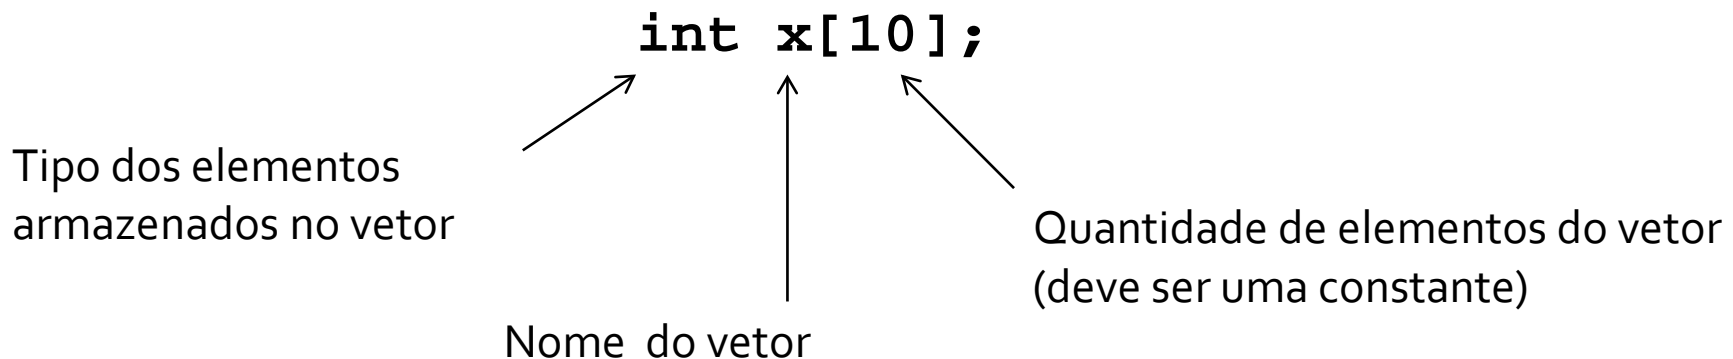 int x[10];
Tipo dos elementos
armazenados no vetor
Quantidade de elementos do vetor
(deve ser uma constante)
Nome do vetor